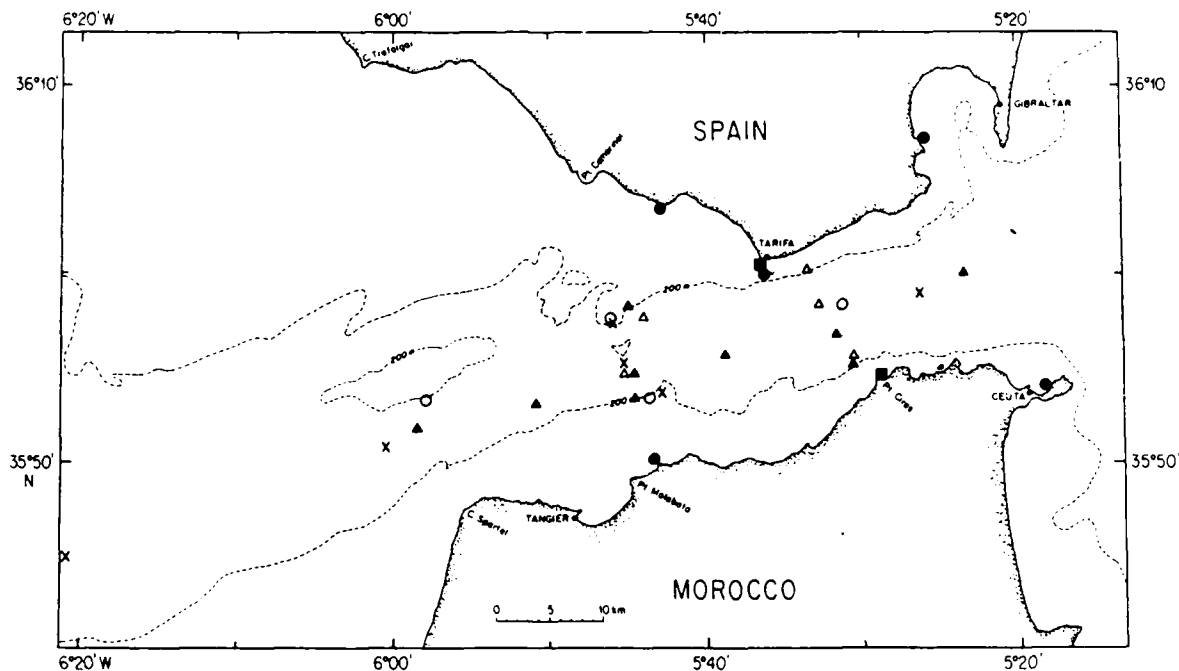 6°20' W
6°00'
5°40'
5°20'
C. Trafalgar
36°10'
36°10'
GIBRALTAR
SPAIN
Pt. Camarinal
TARIFA
200 m
200 m
200
Pt. Cires
CEUTA
35°50'
N
35°50'
Pt. Malabata
C. Spartel
TANGIER
MOROCCO
0 5 10 km
6°20' W
6°00'
5°40'
5°20'